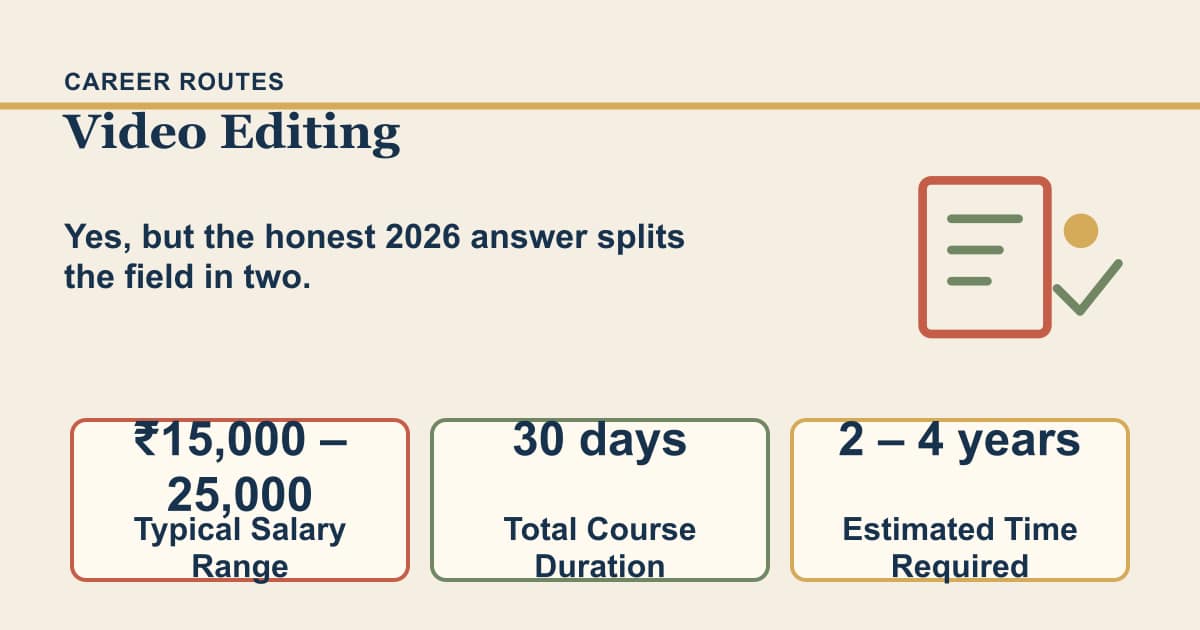 CAREER ROUTES
Video Editing
Yes, but the honest 2026 answer splits
the field in two.
₹15,000 –
25,000
Typical Salary
Range
30 days
Total Course
Duration
2 – 4 years
Estimated Time
Required